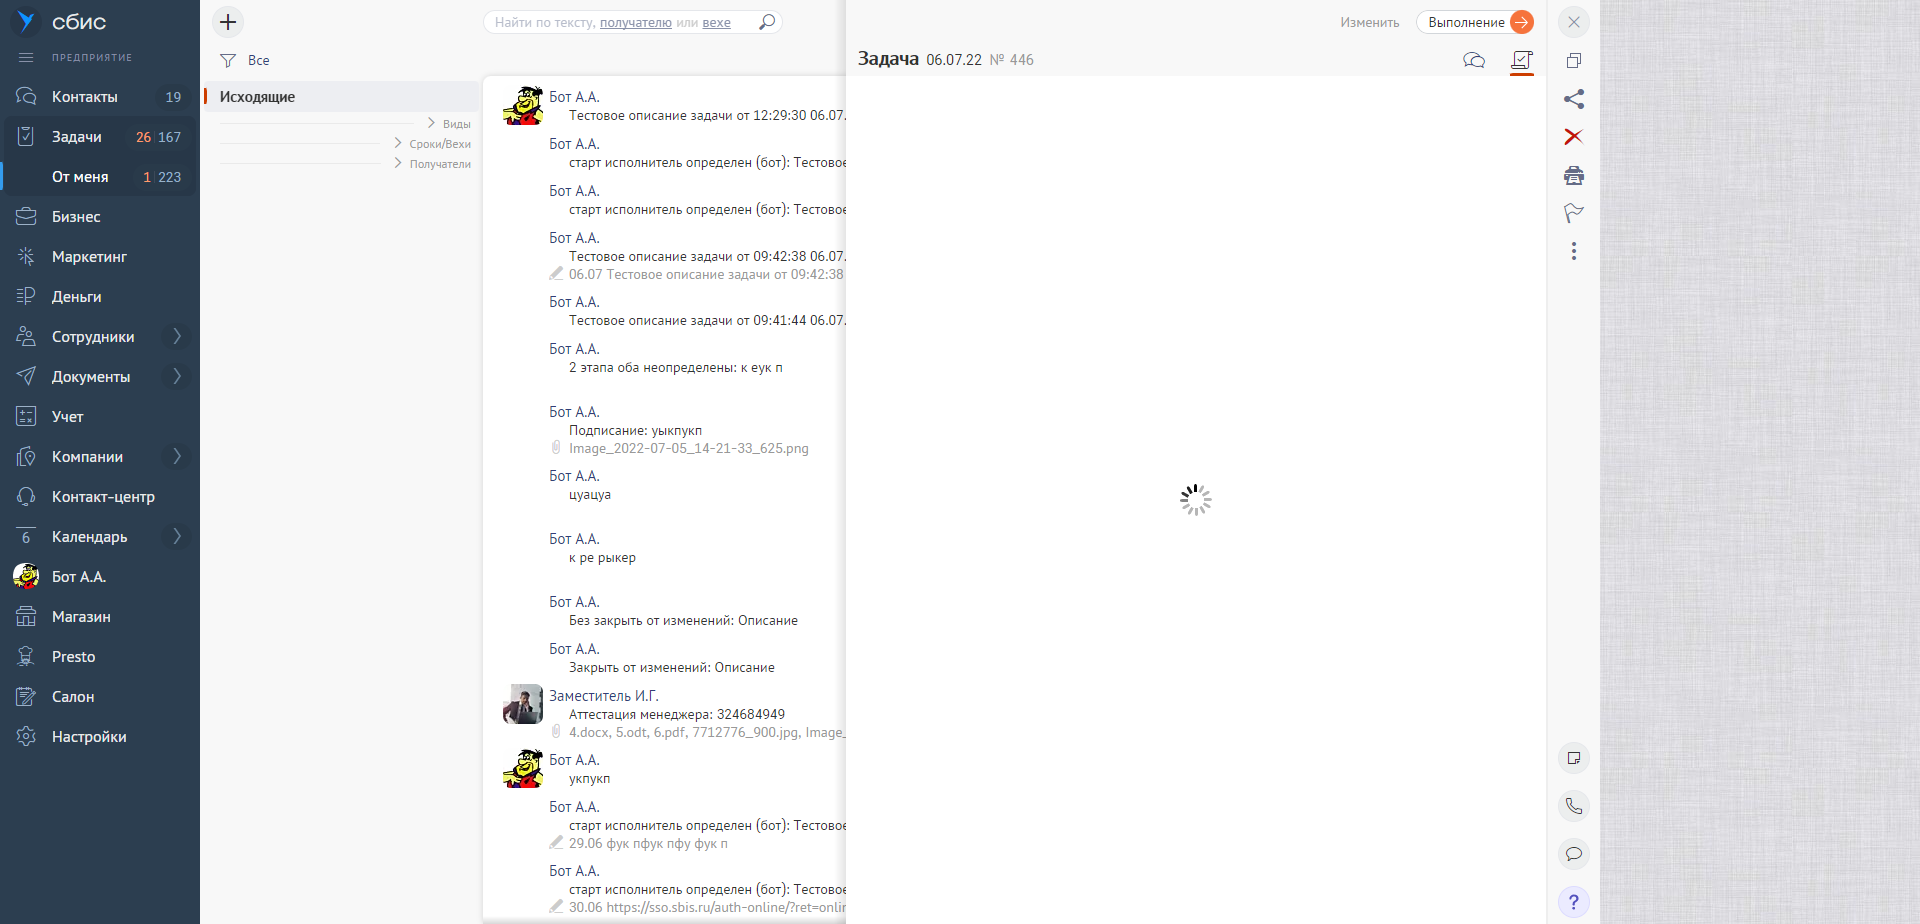 сбис
ПРЕДПРИЯТИЕ
Контакты 19
Задачи 26 167
От меня 1 223
Бизнес
Маркетинг
Деньги
Сотрудники
Документы
Учет
Компании
Контакт-центр
6 Календарь
Бот А.А.
Магазин
Presto
Салон
Настройки
Найти по тексту, получателю или вехе
Все
Исходящие
Виды
Сроки/Вехи
Получатели
Бот А.А.
Тестовое описание задачи от 12:29:30 06.07.
Бот А.А.
старт исполнитель определен (бот): Тестовое
Бот А.А.
старт исполнитель определен (бот): Тестовое
Бот А.А.
Тестовое описание задачи от 09:42:38 06.07.
06.07 Тестовое описание задачи от 09:42:38
Бот А.А.
Тестовое описание задачи от 09:41:44 06.07.
Бот А.А.
2 этапа оба неопределены: к еук п
Бот А.А.
Подписание: уыкпукп
Image_2022-07-05_14-21-33_625.png
Бот А.А.
цуацуа
Бот А.А.
к ре рыкер
Бот А.А.
Без закрыть от изменений: Описание
Бот А.А.
Закрыть от изменений: Описание
Заместитель И.Г.
Аттестация менеджера: 324684949
4.docx, 5.odt, 6.pdf, 7712776_900.jpg, Image_
Бот А.А.
укпукп
Бот А.А.
старт исполнитель определен (бот): Тестовое
29.06 фук пфук пфу фук п
Бот А.А.
старт исполнитель определен (бот): Тестовое
30.06 https://sso.sbis.ru/auth-online/?ret=onlin
Изменить Выполнение
Задача 06.07.22 № 446
?